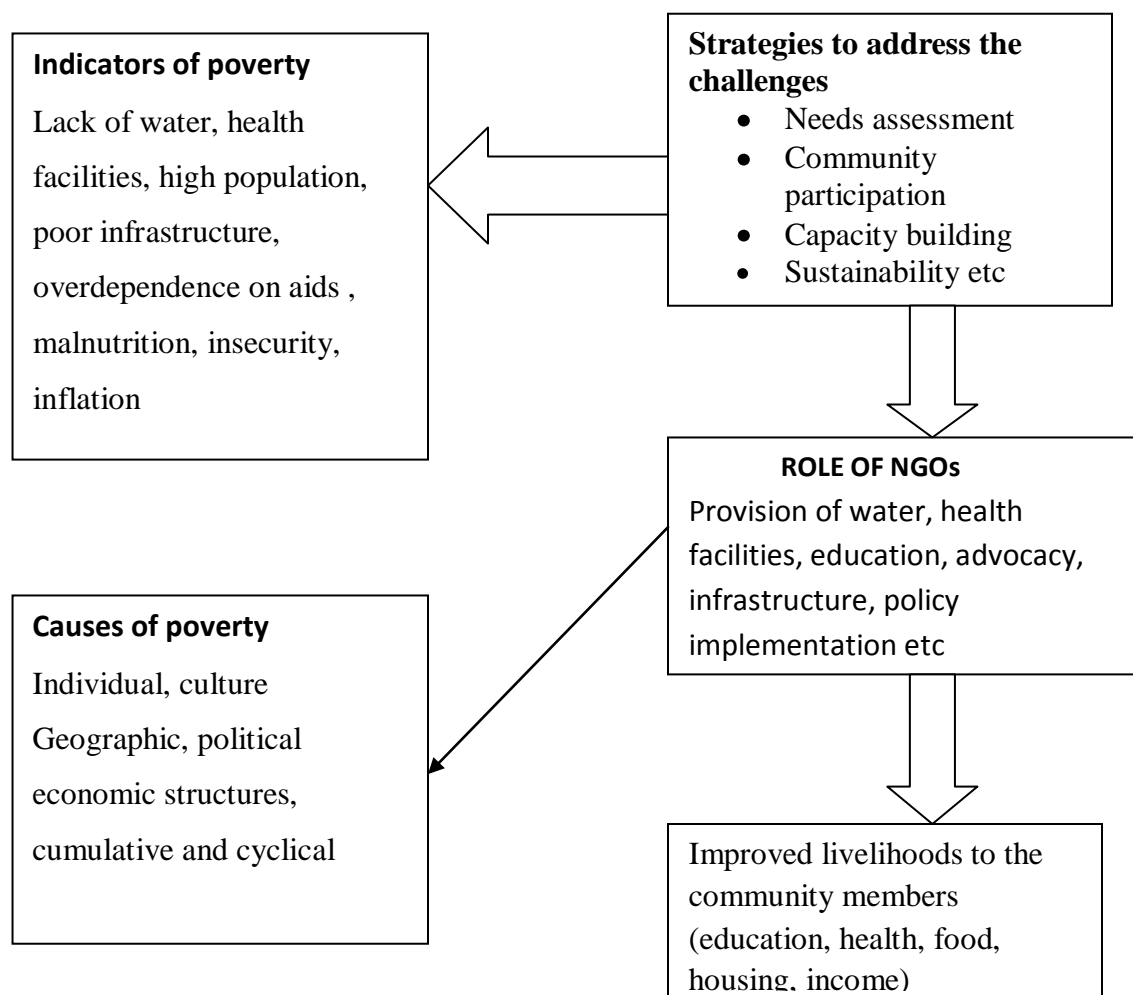 Indicators of poverty
Lack of water, health
facilities, high population,
poor infrastructure,
overdependence on aids ,
malnutrition, insecurity,
inflation
Strategies to address the
challenges
● Needs assessment
● Community
participation
● Capacity building
● Sustainability etc
ROLE OF NGOs
Provision of water, health
facilities, education, advocacy,
infrastructure, policy
implementation etc
Causes of poverty
Individual, culture
Geographic, political
economic structures,
cumulative and cyclical
Improved livelihoods to the
community members
(education, health, food,
housing, income)